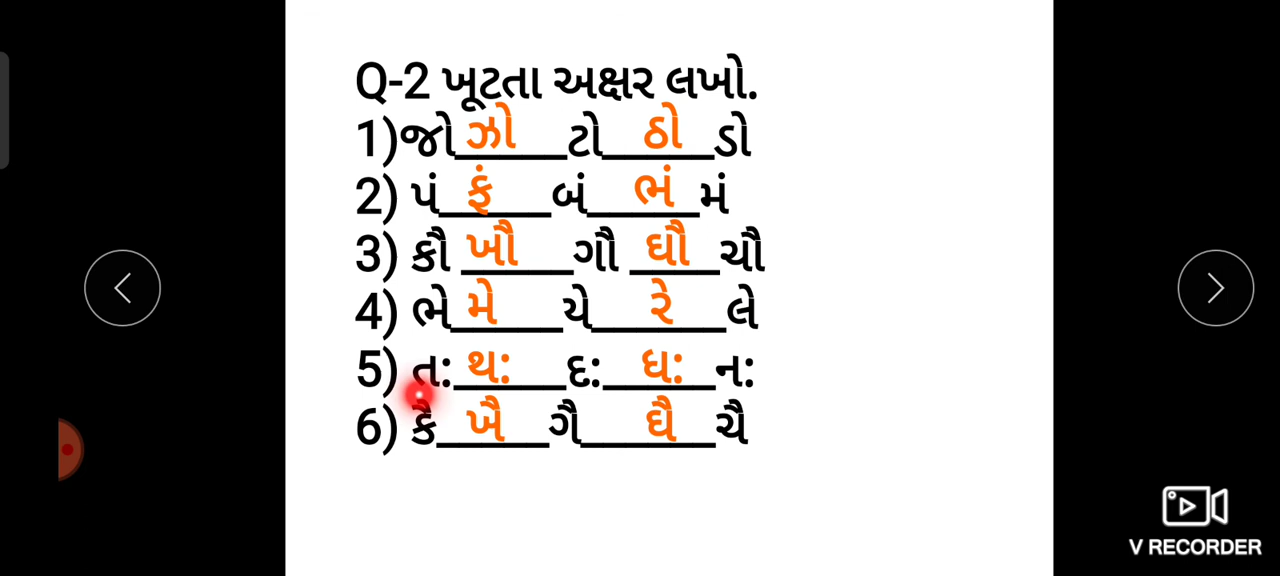 Q-2 ખૂટતા અક્ષર લખો.
1)જો ઝો ટો ઠો ડો
2) પં ફં બં ભં મં
3) કૌ ખૌ ગૌ ઘૌ ચૌ
4) ભે મે યે રે લે
5) ત: થ: દ: ધ: ન:
6) કૈ ખૈ ગૈ ઘૈ ચૈ
V RECORDER